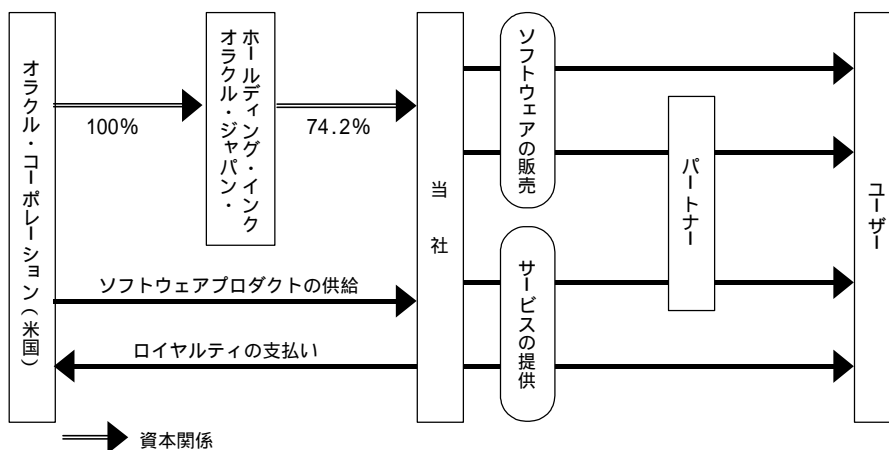 オラクル・コーポレーション(米国)
オラクル・ジャパン・
ホールディング・インク
100%
74.2%
当社
ソフトウェアの販売
サービスの提供
パートナー
ユーザー
ソフトウェアプロダクトの供給
ロイヤルティの支払い
資本関係